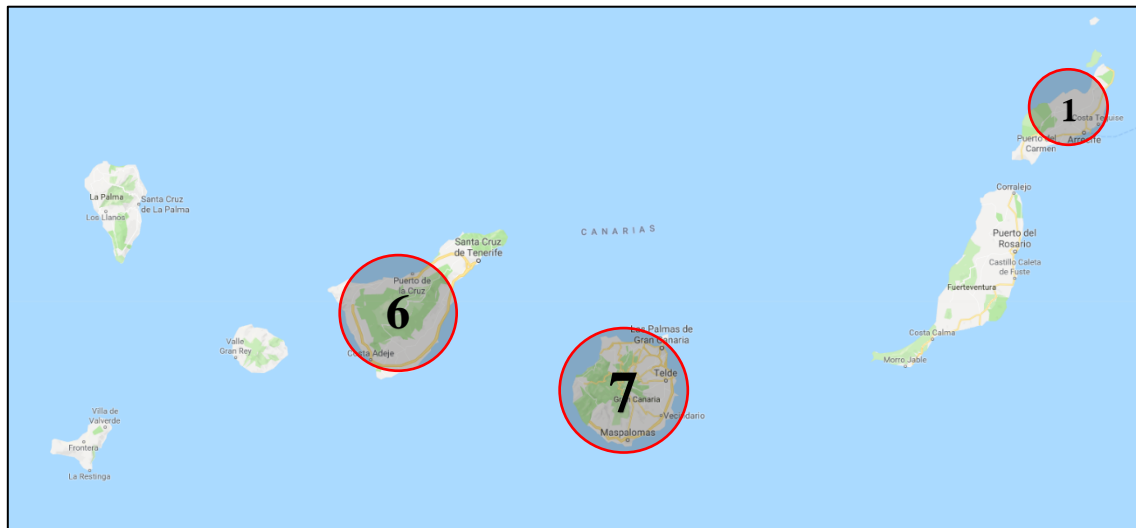 1
Costa Teguise
Arrecife
Puerto del
Carmen
Corralejo
La Palma
Santa Cruz
de La Palma
Los Llanos
CANARIAS
Santa Cruz
de Tenerife
Puerto del
Rosario
Castillo Caleta
de Fuste
Puerto de
la Cruz
Fuerteventura
6
Las Palmas de
Gran Canaria
Costa Calma
Valle
Gran Rey
Costa Adeje
Morro Jable
Telde
7
Gran Canaria
Vecindario
Villa de
Valverde
Maspalomas
Frontera
La Restinga